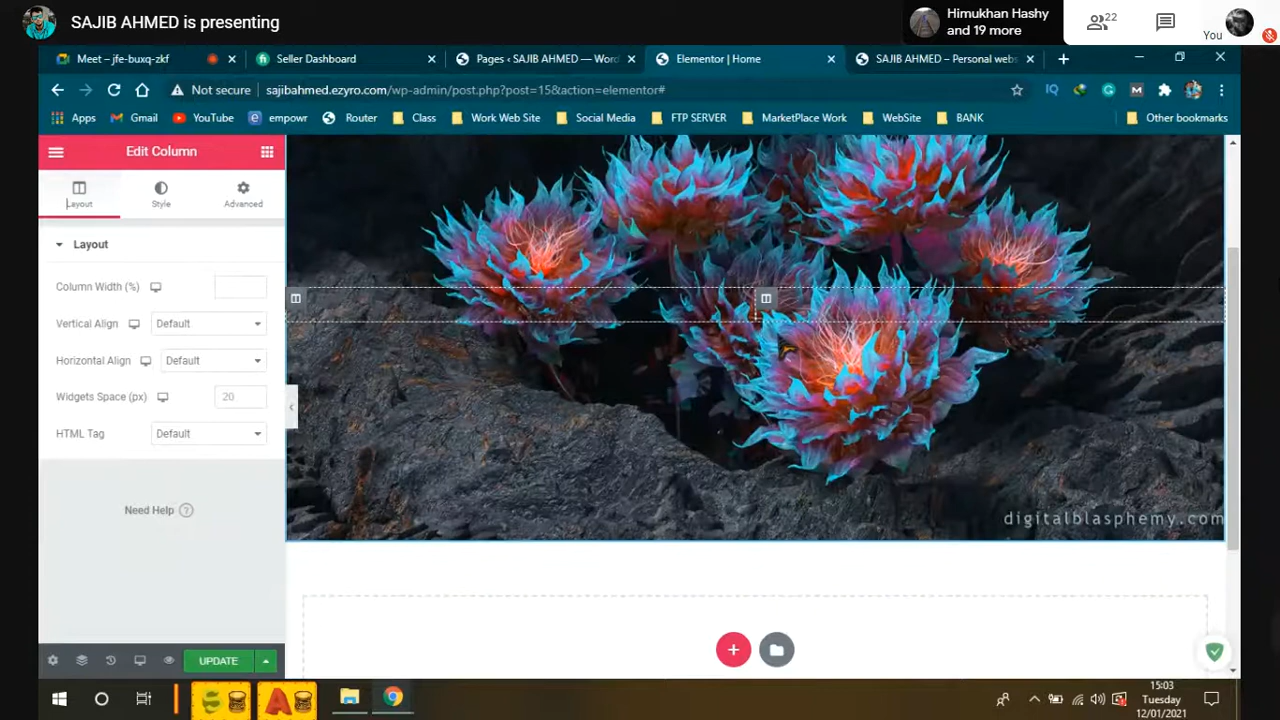 SAJIB AHMED is presenting
Himukhan Hashy
and 19 more
22
You
Meet – jfe-buxq-zkf
Seller Dashboard
Pages ‹ SAJIB AHMED — Word
Elementor | Home
SAJIB AHMED – Personal webs
Not secure
sajibahmed.ezyro.com/wp-admin/post.php?post=15&action=elementor#
Apps
Gmail
YouTube
empowr
Router
Class
Work Web Site
Social Media
FTP SERVER
MarketPlace Work
WebSite
BANK
Other bookmarks
Edit Column
Layout
Style
Advanced
Layout
Column Width (%)
Vertical Align
Default
Horizontal Align
Default
Widgets Space (px)
20
HTML Tag
Default
Need Help
digitalblasphemy.com
UPDATE
15:03
Tuesday
12/01/2021